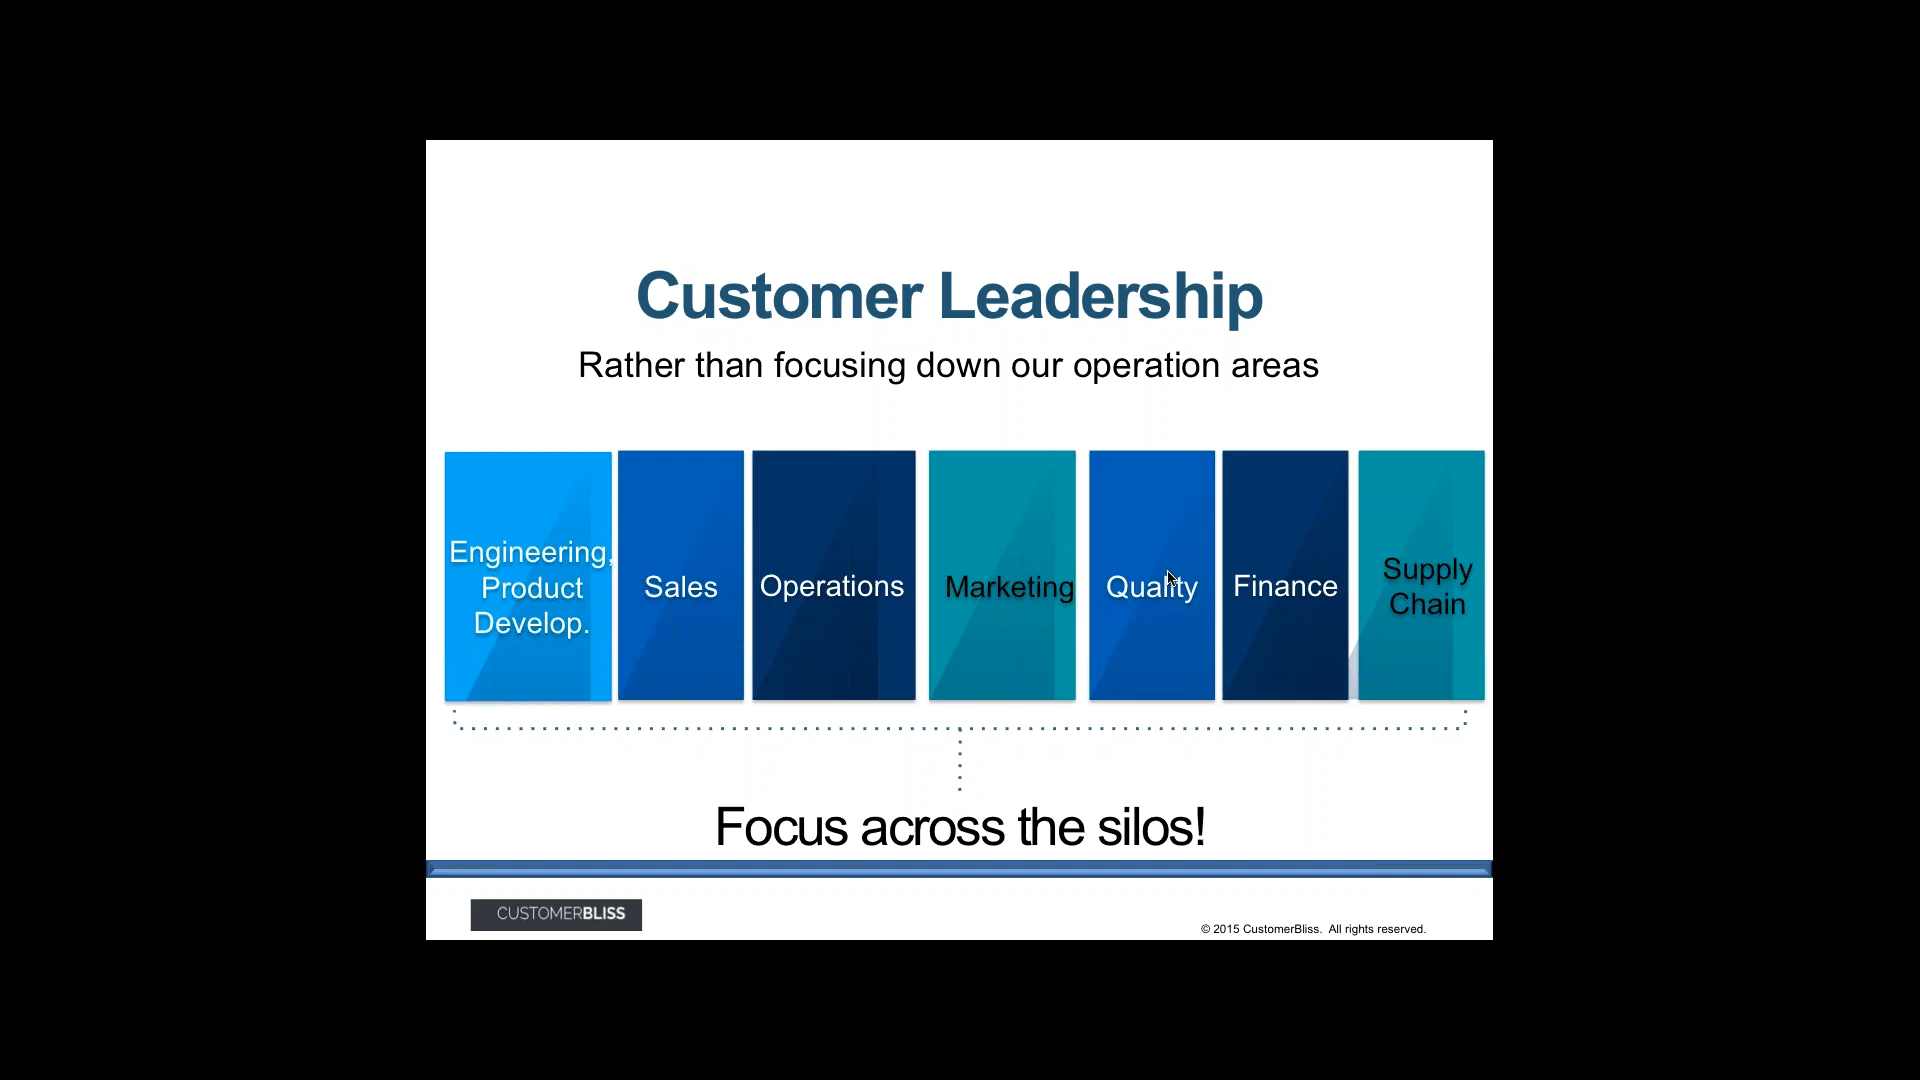 Customer Leadership
Rather than focusing down our operation areas
Engineering,
Product
Develop.
Sales
Operations
Marketing
Quality
Finance
Supply
Chain
Focus across the silos!
CUSTOMERBLISS
© 2015 CustomerBliss. All rights reserved.